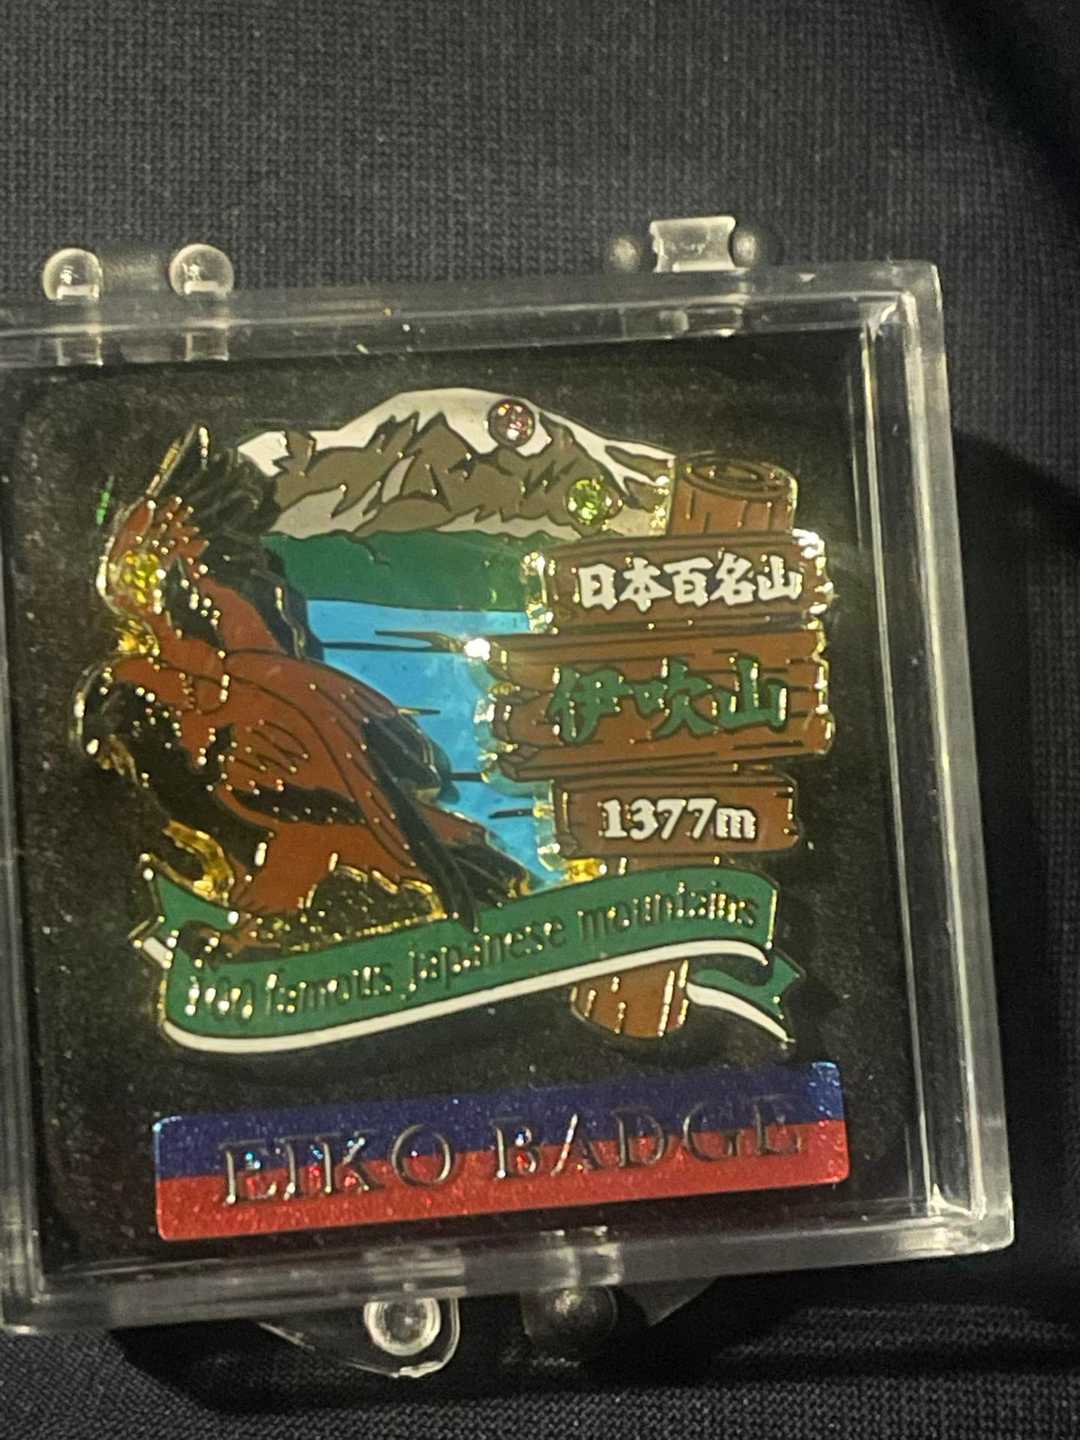 日本百名山
伊吹山
1377m
100 famous japanese mountains
EIKO BADGE